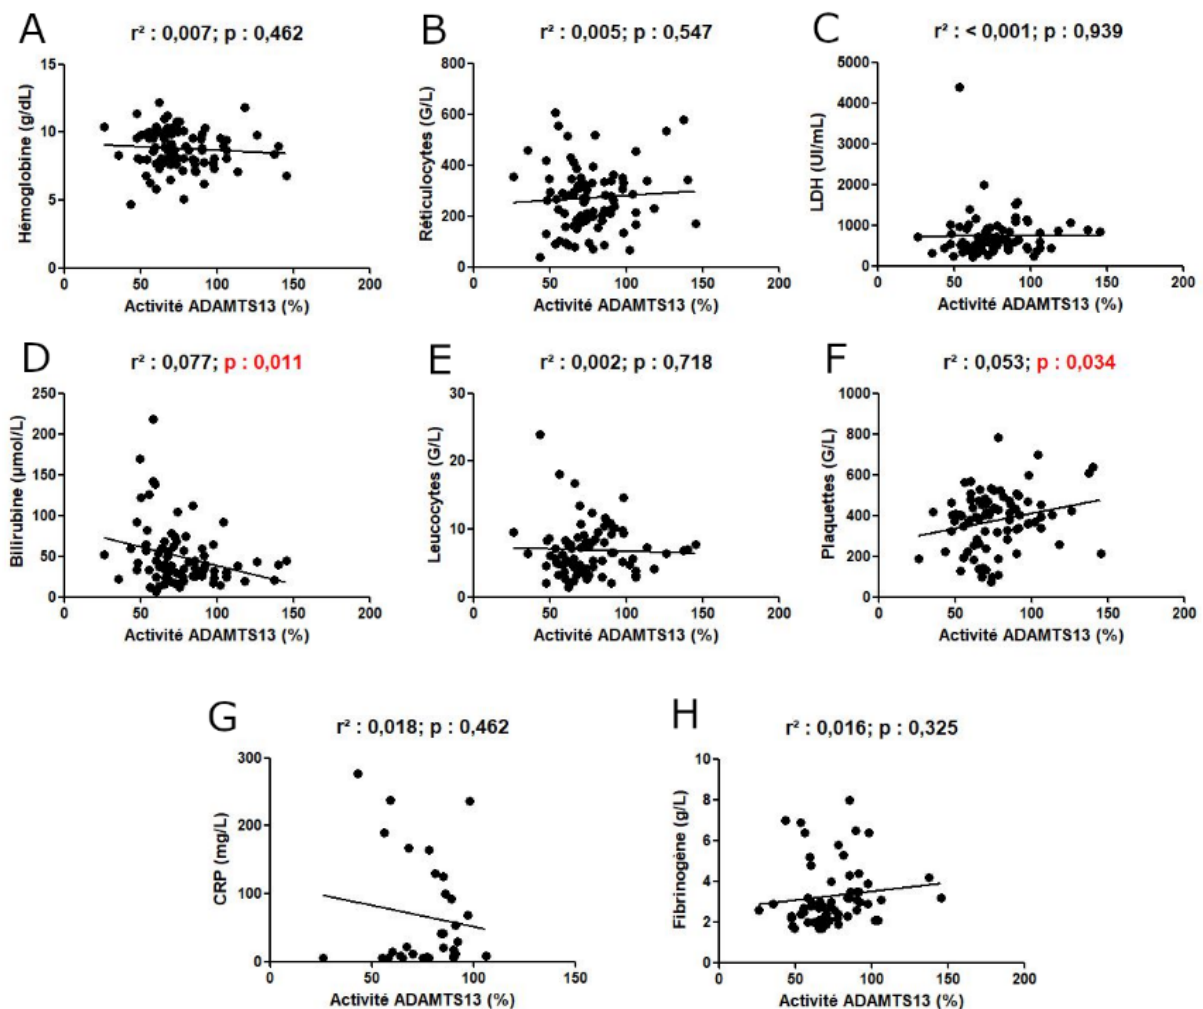 A
r² : 0,007; p : 0,462
Hémoglobine (g/dL)
15
10
5
0
0 50 100 150 200
Activité ADAMTS13 (%)
B
r² : 0,005; p : 0,547
Réticulocytes (G/L)
800
600
400
200
0
0 50 100 150 200
Activité ADAMTS13 (%)
C
r² : < 0,001; p : 0,939
LDH (UI/mL)
5000
4000
3000
2000
1000
0
0 50 100 150 200
Activité ADAMTS13 (%)
D
r² : 0,077; p : 0,011
Bilirubine (µmol/L)
250
200
150
100
50
0
0 50 100 150 200
Activité ADAMTS13 (%)
E
r² : 0,002; p : 0,718
Leucocytes (G/L)
30
20
10
0
0 50 100 150 200
Activité ADAMTS13 (%)
F
r² : 0,053; p : 0,034
Plaquettes (G/L)
1000
800
600
400
200
0
0 50 100 150 200
Activité ADAMTS13 (%)
G
r² : 0,018; p : 0,462
CRP (mg/L)
300
200
100
0
0 50 100 150
Activité ADAMTS13 (%)
H
r² : 0,016; p : 0,325
Fibrinogène (g/L)
10
8
6
4
2
0
0 50 100 150 200
Activité ADAMTS13 (%)